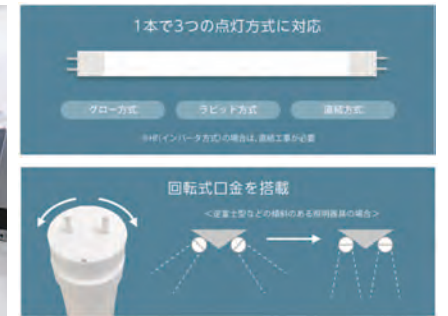 1本で3つの点灯方式に対応
グロー方式
ラピッド方式
直結方式
※Hf(インバータ方式)の場合は、直結工事が必要
回転式口金を搭載
<逆富士型などの傾斜のある照明器具の場合>